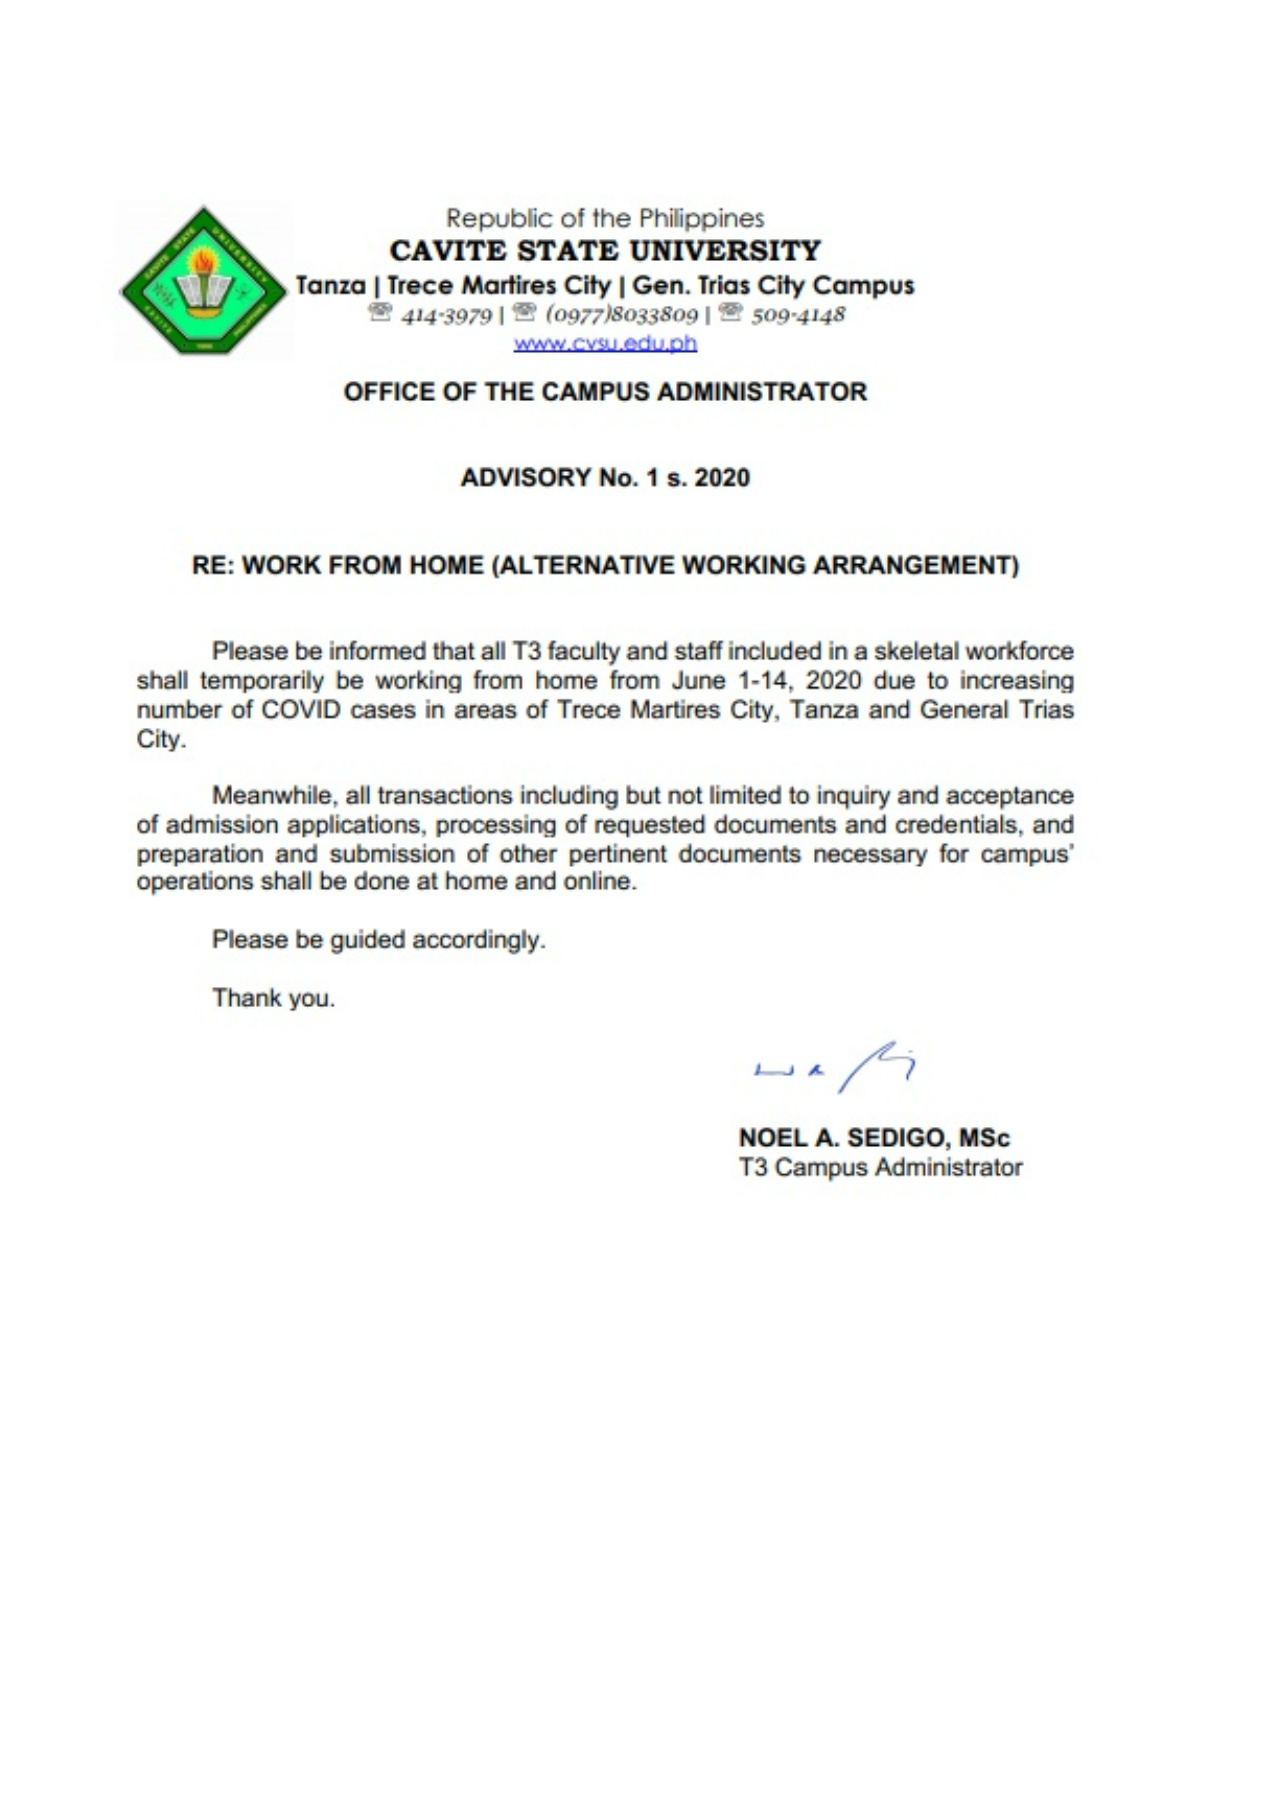 CAVITE STATE UNIVERSITY
Republic of the Philippines
CAVITE STATE UNIVERSITY
Tanza | Trece Martires City | Gen. Trias City Campus
☏ 414-3979 | ☏ (0977)8033809 | ☏ 509-4148
www.cvsu.edu.ph
OFFICE OF THE CAMPUS ADMINISTRATOR
ADVISORY No. 1 s. 2020
RE: WORK FROM HOME (ALTERNATIVE WORKING ARRANGEMENT)
Please be informed that all T3 faculty and staff included in a skeletal workforce
shall temporarily be working from home from June 1-14, 2020 due to increasing
number of COVID cases in areas of Trece Martires City, Tanza and General Trias
City.
Meanwhile, all transactions including but not limited to inquiry and acceptance
of admission applications, processing of requested documents and credentials, and
preparation and submission of other pertinent documents necessary for campus’
operations shall be done at home and online.
Please be guided accordingly.
Thank you.
NOEL A. SEDIGO, MSc
T3 Campus Administrator